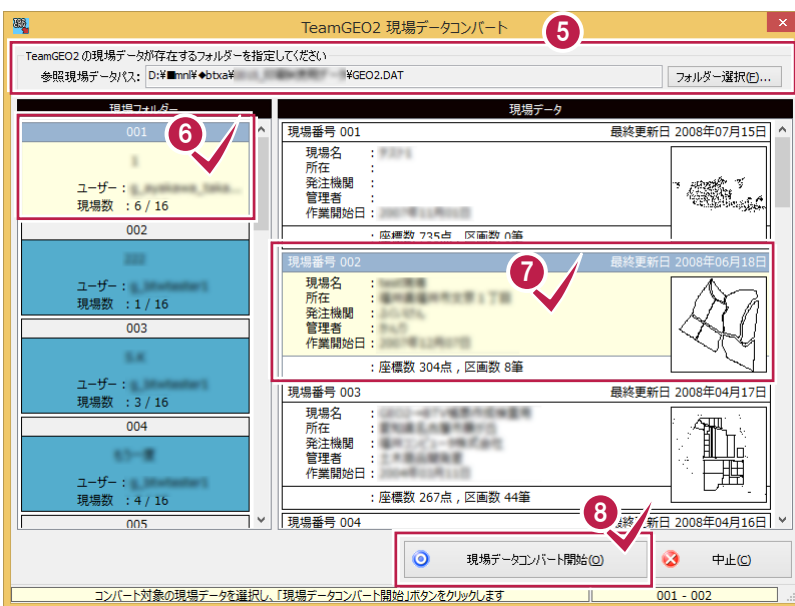 TeamGEO2 現場データコンバート
×
5
TeamGEO2 の現場データが存在するフォルダーを指定してください
参照現場データパス: D:¥■mnl¥◆btxa¥ ¥GEO2.DAT
フォルダー選択(F)...
現場フォルダー
現場データ
6
001
1
ユーザー :
現場数 : 6 / 16
002
222
ユーザー :
現場数 : 1 / 16
003
ユーザー :
現場数 : 3 / 16
004
ユーザー :
現場数 : 4 / 16
005
現場番号 001 最終更新日 2008年07月15日
現場名 :
所在 :
発注機関 :
管理者 :
作業開始日 :
: 座標数 735点 , 区画数 0筆
7
現場番号 002 最終更新日 2008年06月18日
現場名 :
所在 :
発注機関 :
管理者 :
作業開始日 :
: 座標数 304点 , 区画数 8筆
現場番号 003 最終更新日 2008年04月17日
現場名 :
所在 :
発注機関 :
管理者 :
作業開始日 :
: 座標数 267点 , 区画数 44筆
8
現場番号 004 最終更新日 2008年04月16日
現場データコンバート開始(O)
中止(C)
コンバート対象の現場データを選択し、「現場データコンバート開始」ボタンをクリックします
001 - 002